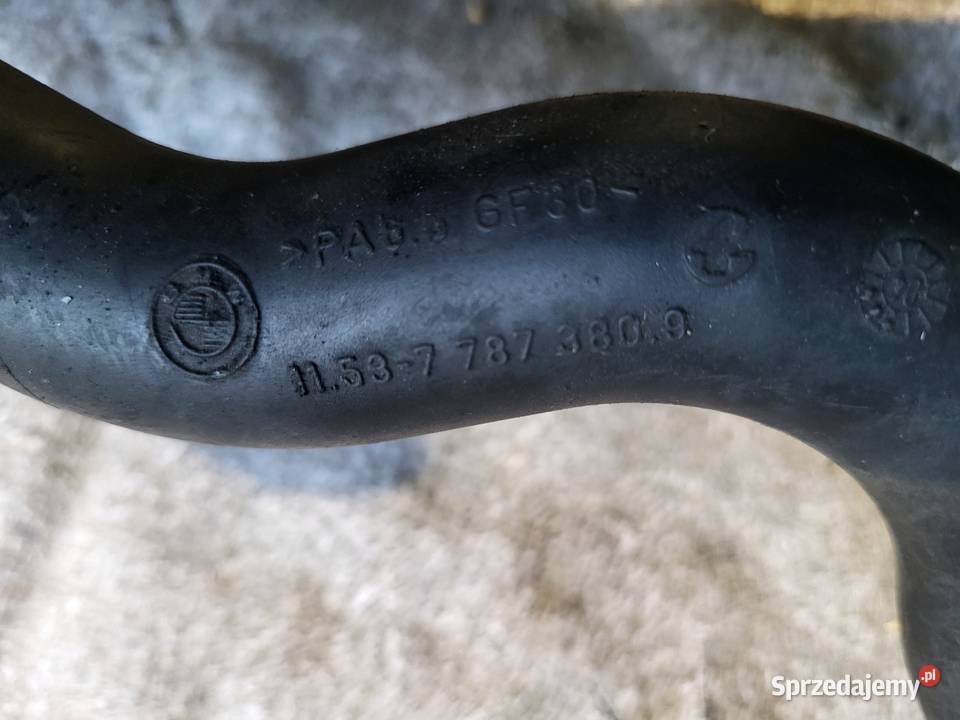 >PA6.6 GF30-
11.53-7 787 380.9
Sprzedajemy.pl